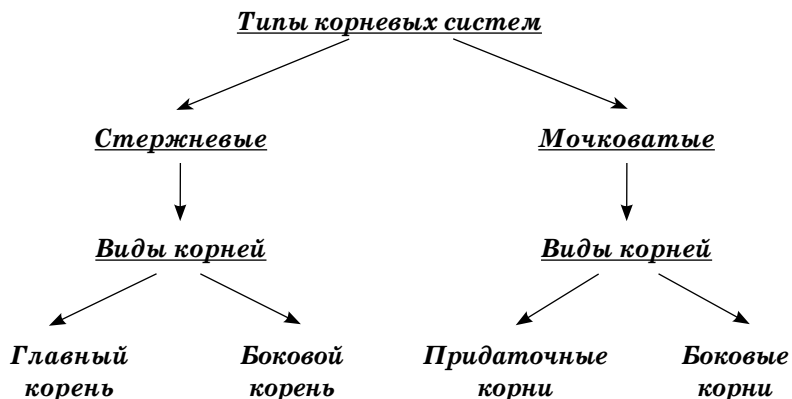 Типы корневых систем
Стержневые
Мочковатые
Виды корней
Виды корней
Главный
корень
Боковой
корень
Придаточные
корни
Боковые
корни